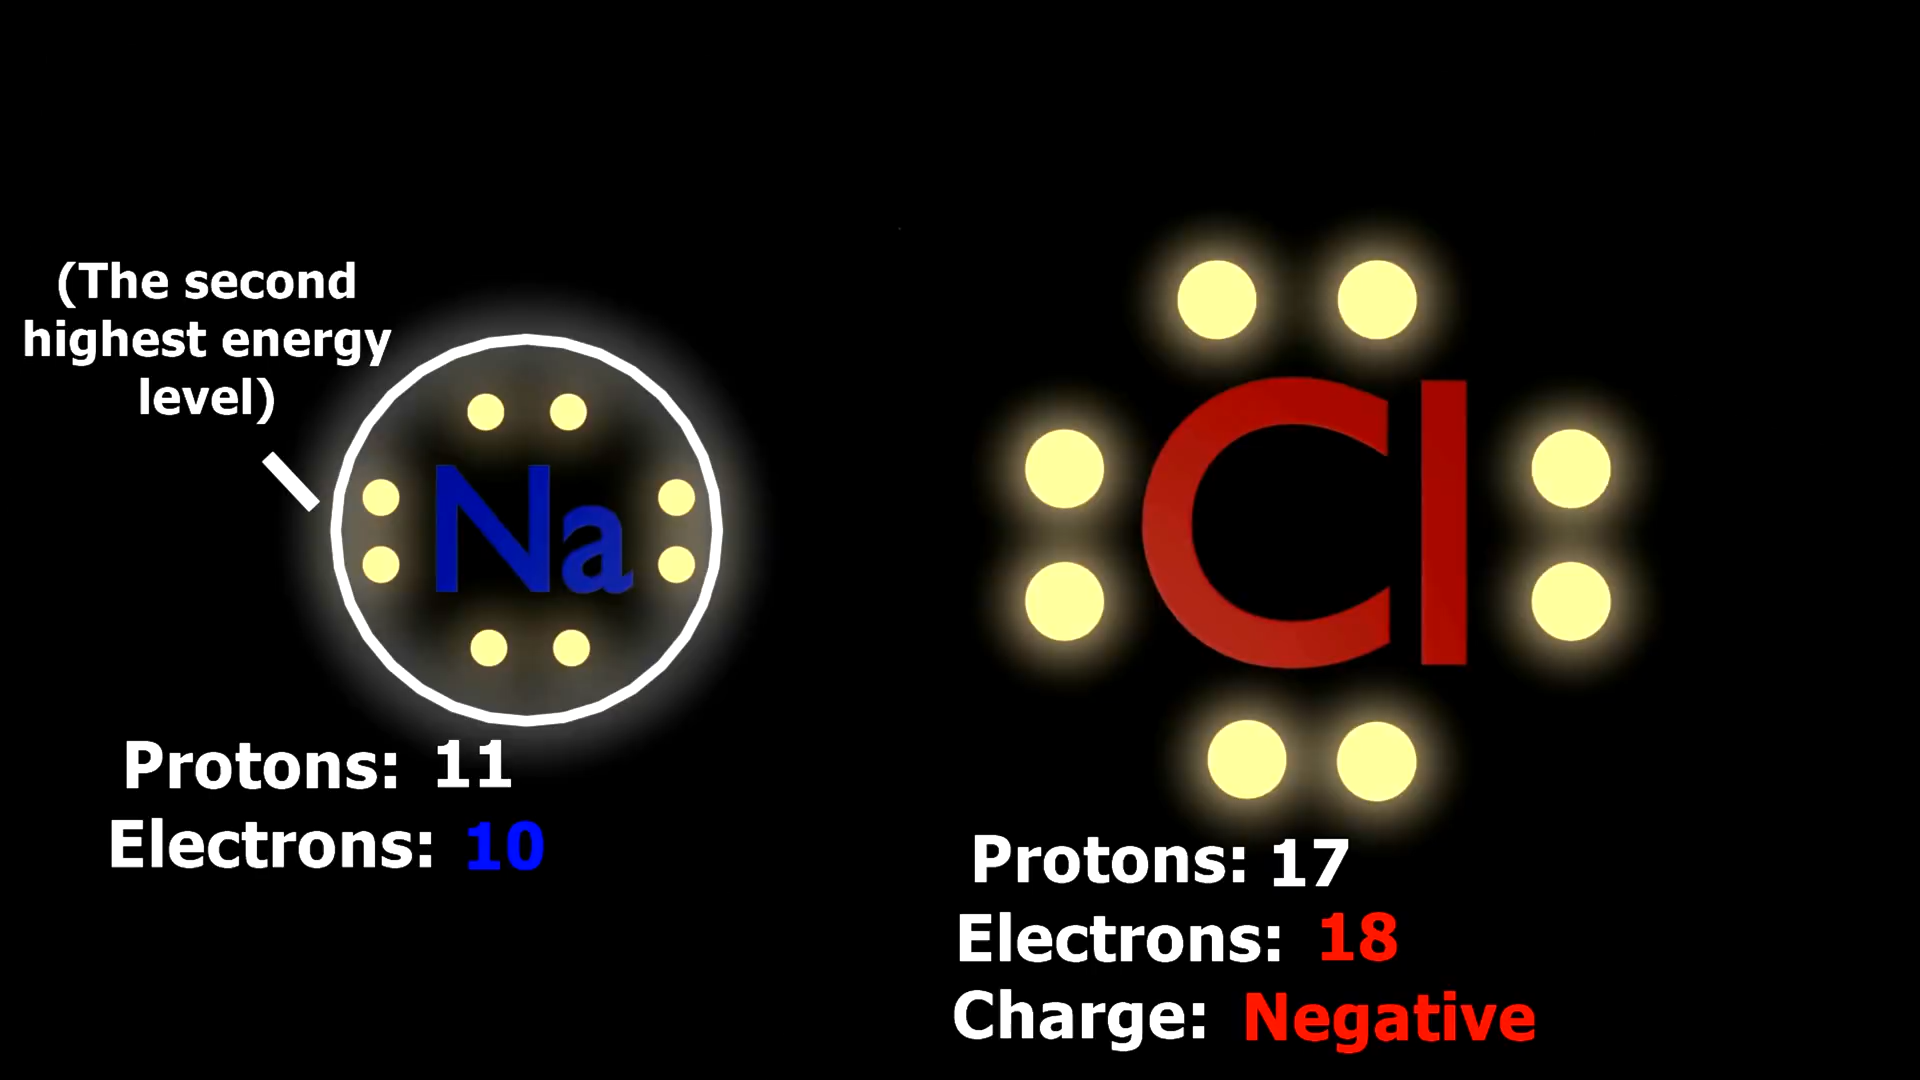 (The second
highest energy
level)
Na
Protons: 11
Electrons: 10
Cl
Protons: 17
Electrons: 18
Charge: Negative